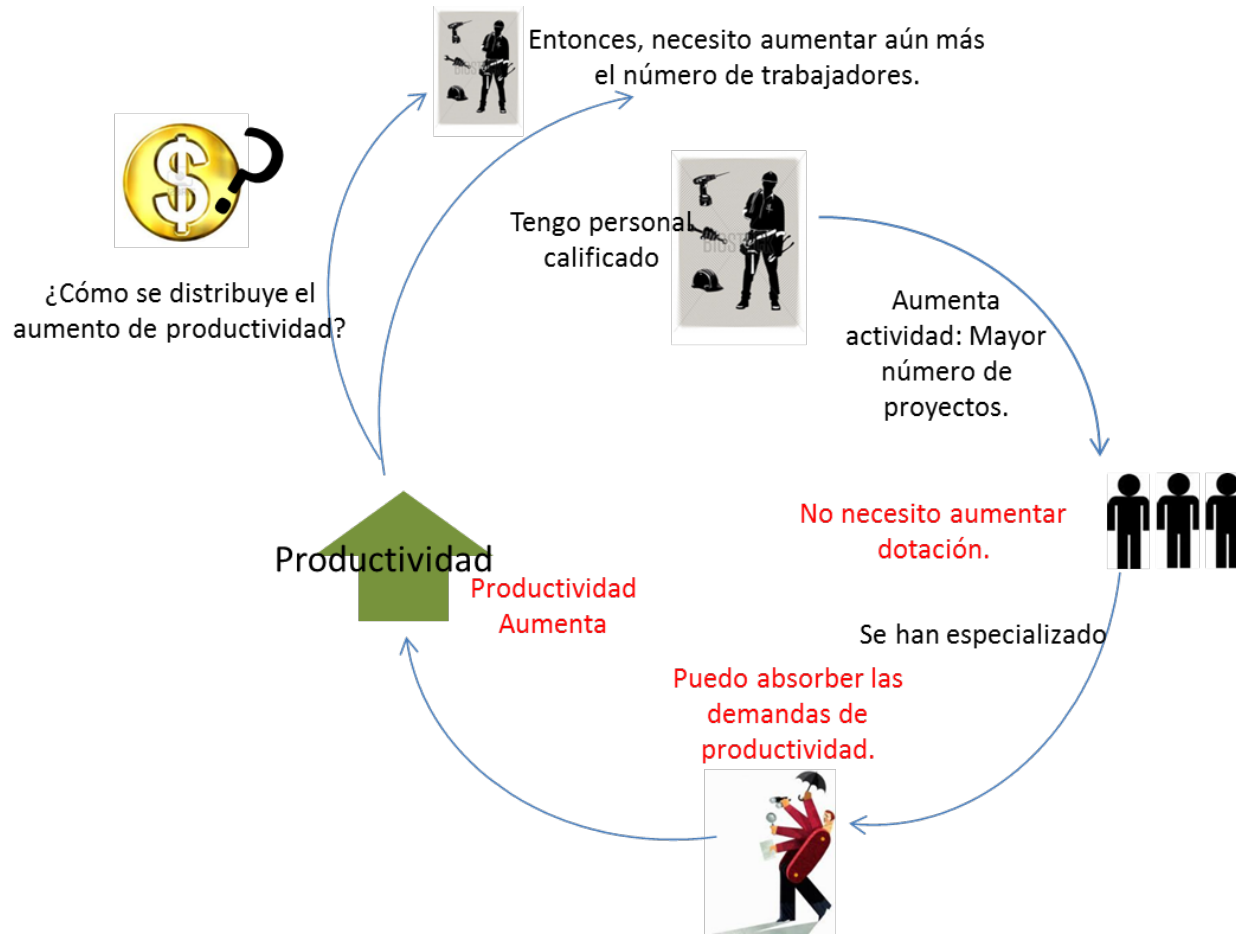 Entonces, necesito aumentar aún más
el número de trabajadores.
Tengo personal
calificado
¿Cómo se distribuye el
aumento de productividad?
Aumenta
actividad: Mayor
número de
proyectos.
No necesito aumentar
dotación.
Productividad
Productividad
Aumenta
Se han especializado
Puedo absorber las
demandas de
productividad.